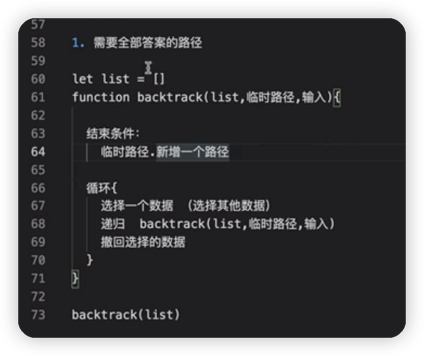 57
58 1. 需要全部答案的路径
59
60 let list = []
61 function backtrack(list,临时路径,输入){
62
63 结束条件:
64 临时路径.新增一个路径
65
66 循环{
67 选择一个数据 (选择其他数据)
68 递归 backtrack(list,临时路径,输入)
69 撤回选择的数据
70 }
71 }
72
73 backtrack(list)